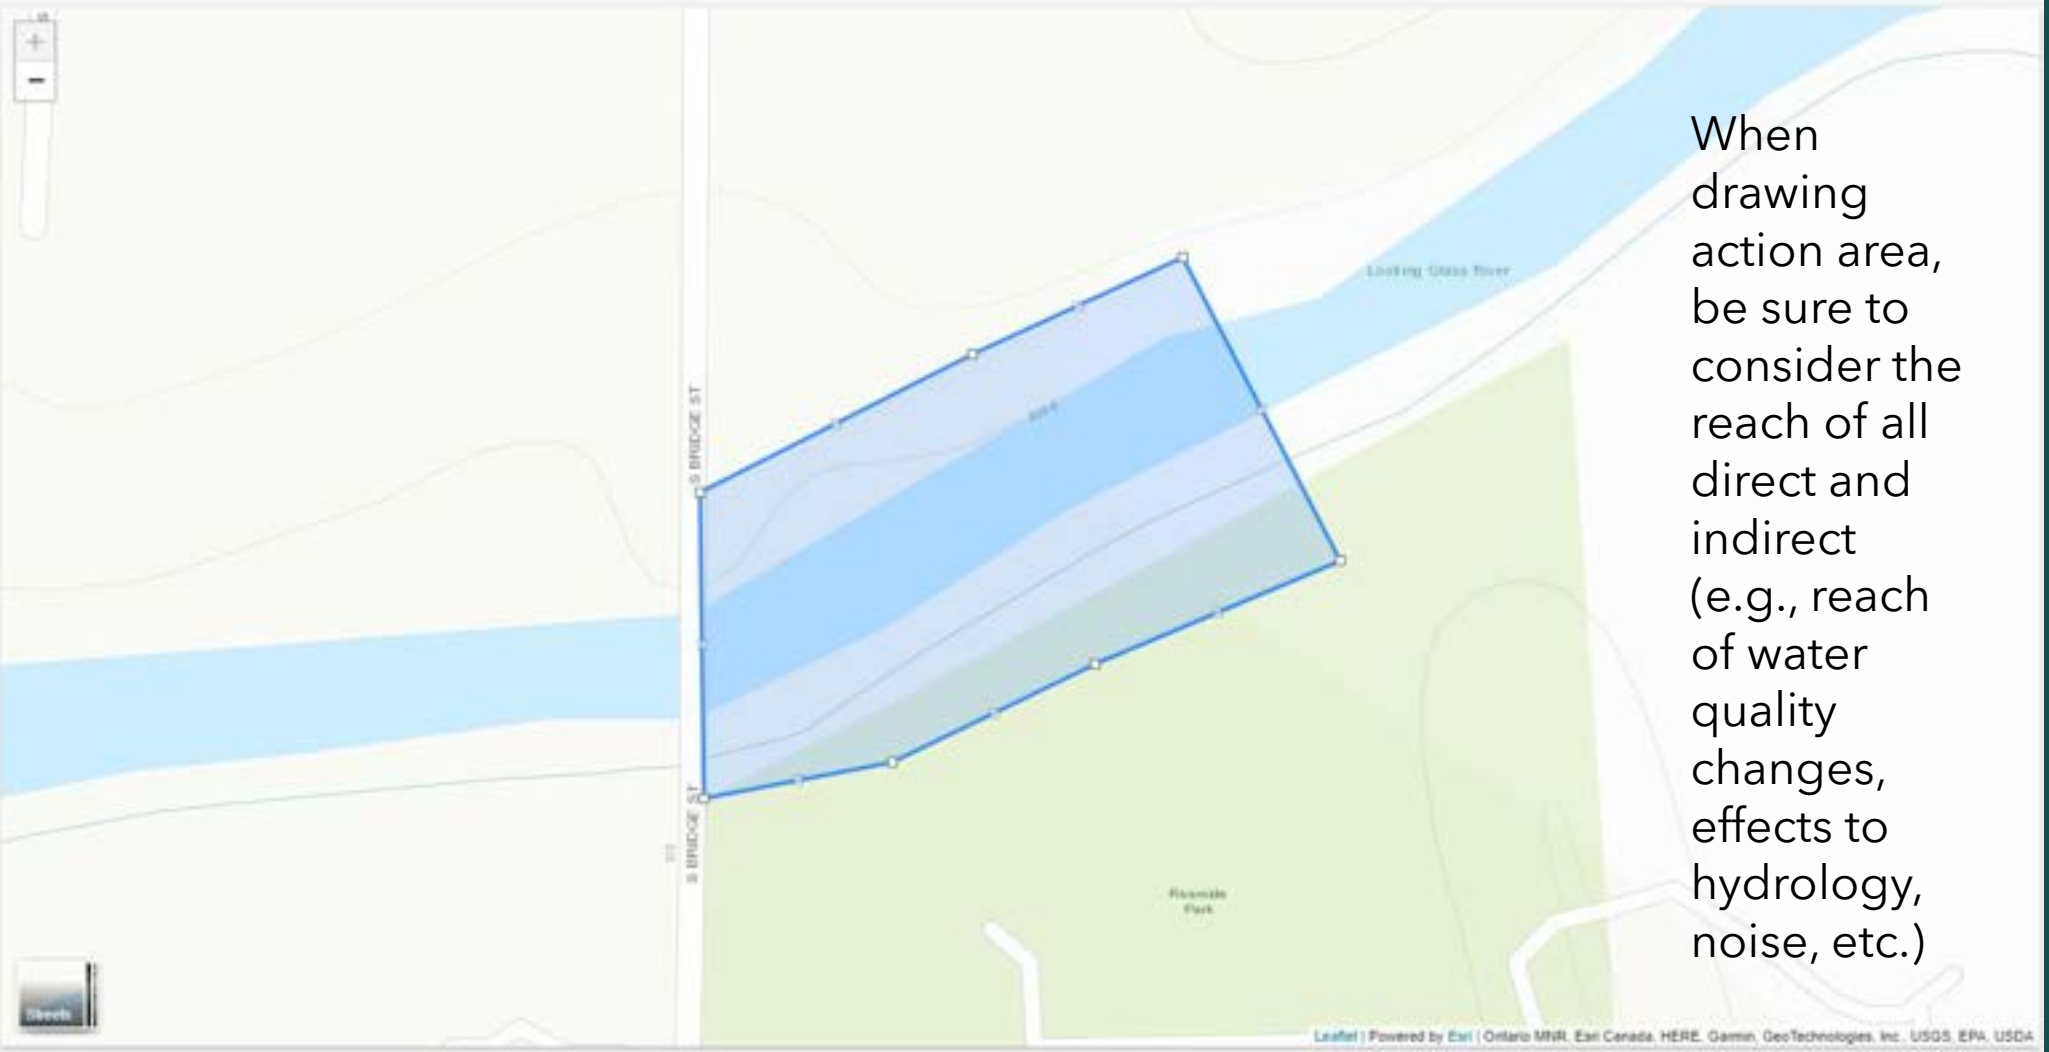 +
−
When
drawing
action area,
be sure to
consider the
reach of all
direct and
indirect
(e.g., reach
of water
quality
changes,
effects to
hydrology,
noise, etc.)
Looking Glass River
S BRIDGE ST
S BRIDGE ST
Riverside
Park
Streets
Leaflet | Powered by Esri | Ontario MNR, Esri Canada, HERE, Garmin, GeoTechnologies, Inc., USGS, EPA, USDA